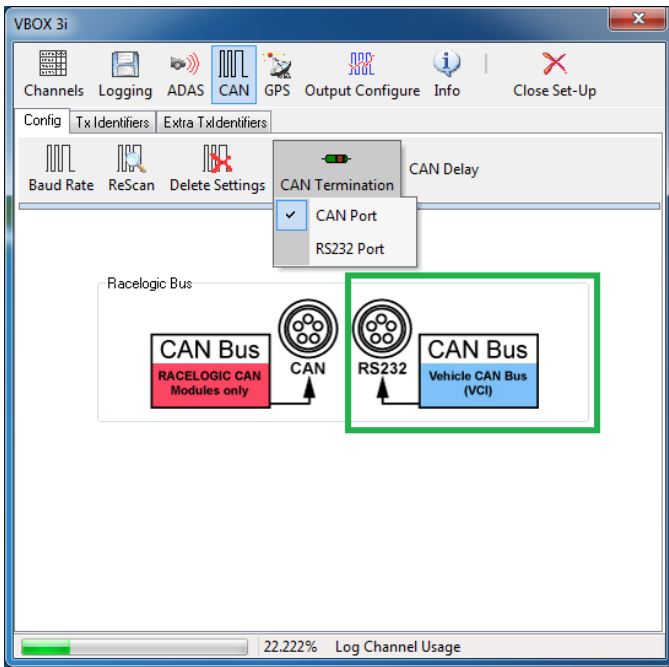 VBOX 3i
Channels Logging ADAS CAN GPS Output Configure Info Close Set-Up
Config Tx Identifiers Extra TxIdentifiers
Baud Rate ReScan Delete Settings CAN Termination CAN Delay
CAN Port
RS232 Port
Racelogic Bus
CAN Bus
RACELOGIC CAN
Modules only
CAN
RS232
CAN Bus
Vehicle CAN Bus
(VCI)
22.222% Log Channel Usage